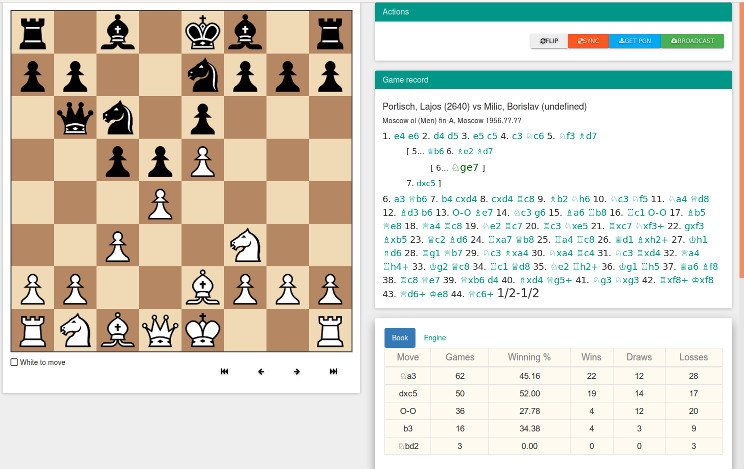 Actions
FLIP SYNC GET PGN BROADCAST
Game record
Portisch, Lajos (2640) vs Milic, Borislav (undefined)
Moscow ol (Men) fin-A, Moscow 1956.??.??
1. e4 e6 2. d4 d5 3. e5 c5 4. c3 ♘c6 5. ♘f3 ♗d7
[ 5... ♕b6 6. ♗e2 ♗d7
[ 6... ♘ge7 ]
7. dxc5 ]
6. a3 ♕b6 7. b4 cxd4 8. cxd4 ♖c8 9. ♗b2 ♘h6 10. ♘c3 ♘f5 11. ♘a4 ♕d8
12. ♗d3 b6 13. O-O ♗e7 14. ♘c3 g6 15. ♗a6 ♖b8 16. ♖c1 O-O 17. ♗b5
♕e8 18. ♕a4 ♖c8 19. ♘e2 ♖c7 20. ♖c3 ♘xe5 21. ♖xc7 ♘xf3+ 22. gxf3
♗xb5 23. ♕c2 ♗d6 24. ♖xa7 ♕b8 25. ♖a4 ♖c8 26. ♕d1 ♗xh2+ 27. ♔h1
♗d6 28. ♖g1 ♕b7 29. ♘c3 ♗xa4 30. ♘xa4 ♖c4 31. ♘c3 ♖xd4 32. ♕a4
♖h4+ 33. ♔g2 ♕c8 34. ♖c1 ♕d8 35. ♘e2 ♖h2+ 36. ♔g1 ♖h5 37. ♕a6 ♗f8
38. ♖c8 ♕e7 39. ♕xb6 d4 40. ♗xd4 ♕g5+ 41. ♘g3 ♘xg3 42. ♖xf8+ ♔xf8
43. ♕d6+ ♔e8 44. ♕c6+ 1/2-1/2
White to move
Book Engine
Move Games Winning % Wins Draws Losses
♘a3 62 45.16 22 12 28
dxc5 50 52.00 19 14 17
O-O 36 27.78 4 12 20
b3 16 34.38 4 3 9
♘bd2 3 0.00 0 0 3